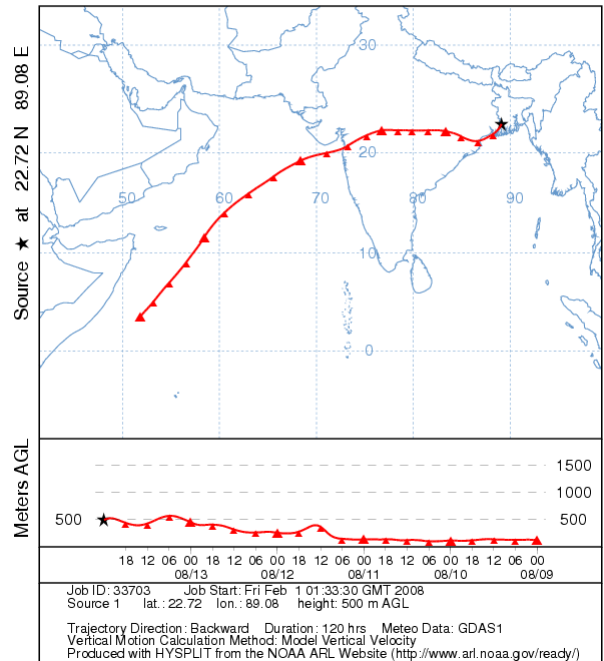 30
20
50
60
70
80
90
10
0
Source ★ at 22.72 N 89.08 E
Meters AGL
1500
1000
500
500
18 12 06 00 18 12 06 00 18 12 06 00 18 12 06 00 18 12 06 00
08/13 08/12 08/11 08/10 08/09
Job ID: 33703 Job Start: Fri Feb 1 01:33:30 GMT 2008
Source 1 lat.: 22.72 lon.: 89.08 height: 500 m AGL
Trajectory Direction: Backward Duration: 120 hrs Meteo Data: GDAS1
Vertical Motion Calculation Method: Model Vertical Velocity
Produced with HYSPLIT from the NOAA ARL Website (http://www.arl.noaa.gov/ready/)